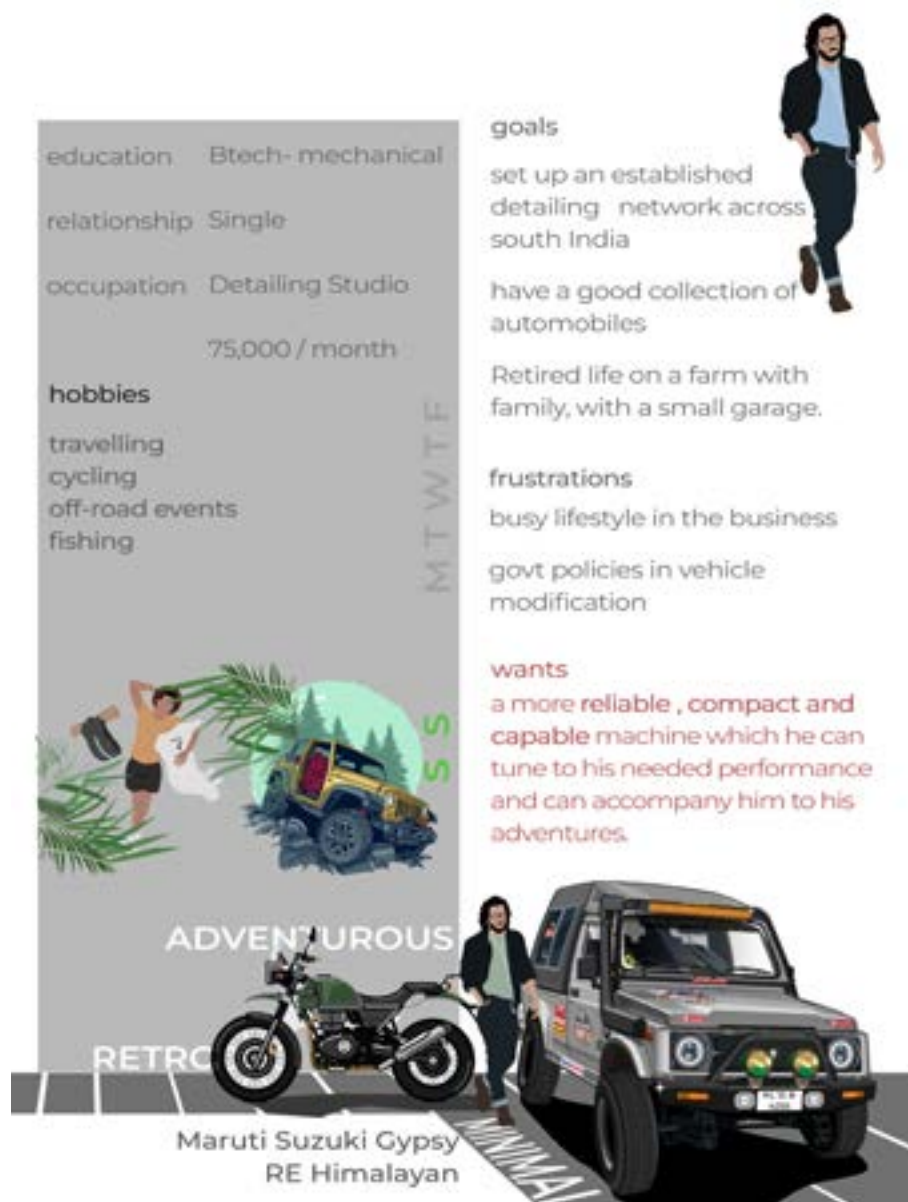 education Btech- mechanical
relationship Single
occupation Detailing Studio
75,000 / month
hobbies
travelling
cycling
off-road events
fishing
M T W T F
S S
goals
set up an established
detailing network across
south India
have a good collection of
automobiles
Retired life on a farm with
family, with a small garage.
frustrations
busy lifestyle in the business
govt policies in vehicle
modification
wants
a more reliable , compact and
capable machine which he can
tune to his needed performance
and can accompany him to his
adventures.
ADVENTUROUS
RETRO
MINIMAL
Maruti Suzuki Gypsy
RE Himalayan